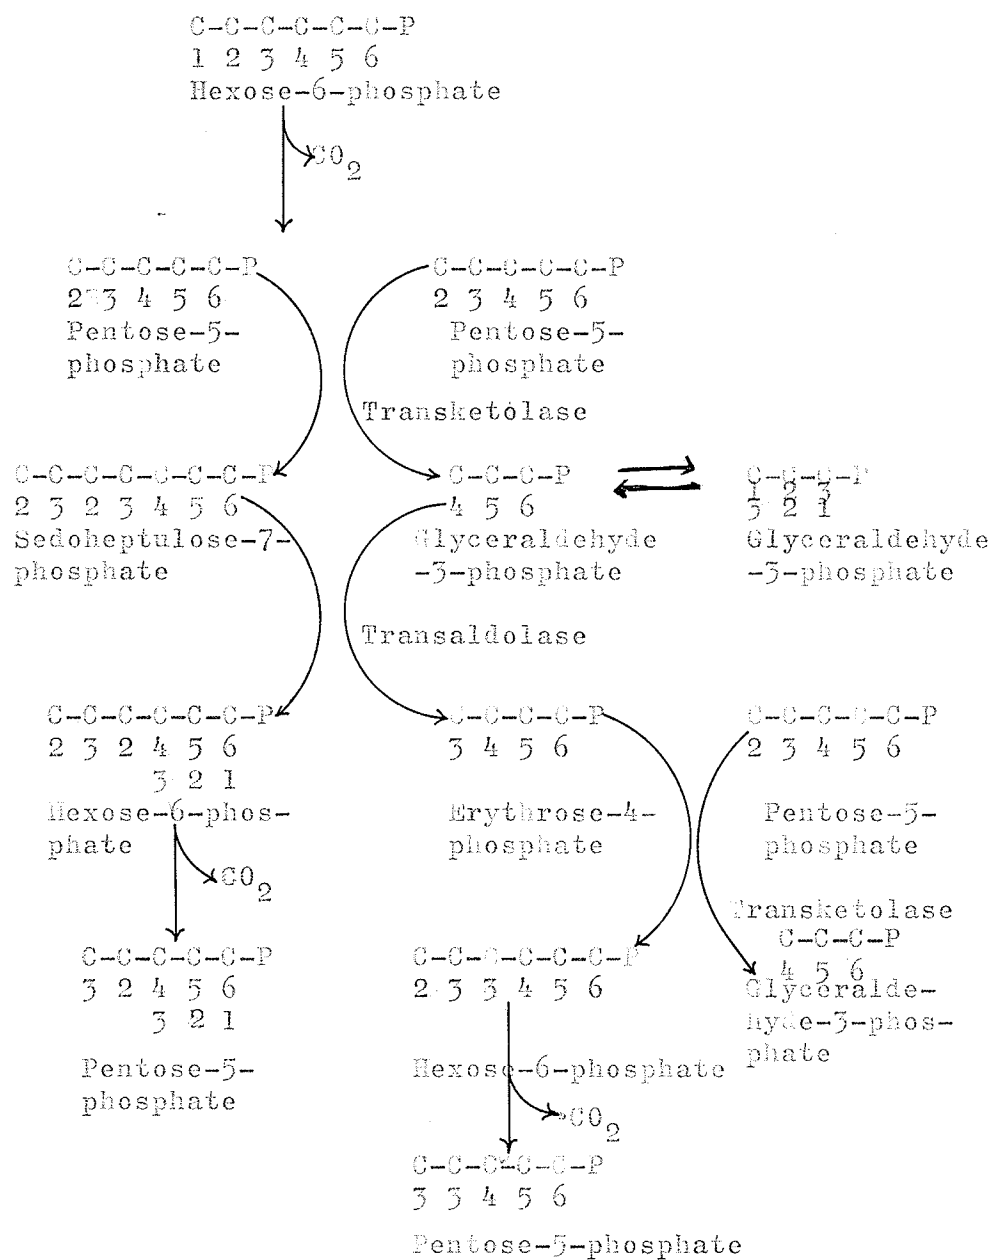 C-C-C-C-C-C-P
1 2 3 4 5 6
Hexose-6-phosphate
CO2
C-C-C-C-C-P
2 3 4 5 6
Pentose-5-
phosphate
C-C-C-C-C-P
2 3 4 5 6
Pentose-5-
phosphate
Transketolase
C-C-C-C-C-C-C-P
2 3 2 3 4 5 6
Sedoheptulose-7-
phosphate
C-C-C-P
4 5 6
Glyceraldehyde
-3-phosphate
C-C-C-P
1 2 3
3 2 1
Glyceraldehyde
-3-phosphate
Transaldolase
C-C-C-C-C-C-P
2 3 2 4 5 6
3 2 1
Hexose-6-phos-
phate
CO2
C-C-C-C-P
3 4 5 6
Erythrose-4-
phosphate
C-C-C-C-C-P
2 3 4 5 6
Pentose-5-
phosphate
Transketolase
C-C-C-P
4 5 6
Glyceralde-
hyde-3-phos-
phate
C-C-C-C-C-P
3 2 4 5 6
3 2 1
Pentose-5-
phosphate
C-C-C-C-C-C-P
2 3 3 4 5 6
Hexose-6-phosphate
CO2
C-C-C-C-C-P
3 3 4 5 6
Pentose-5-phosphate